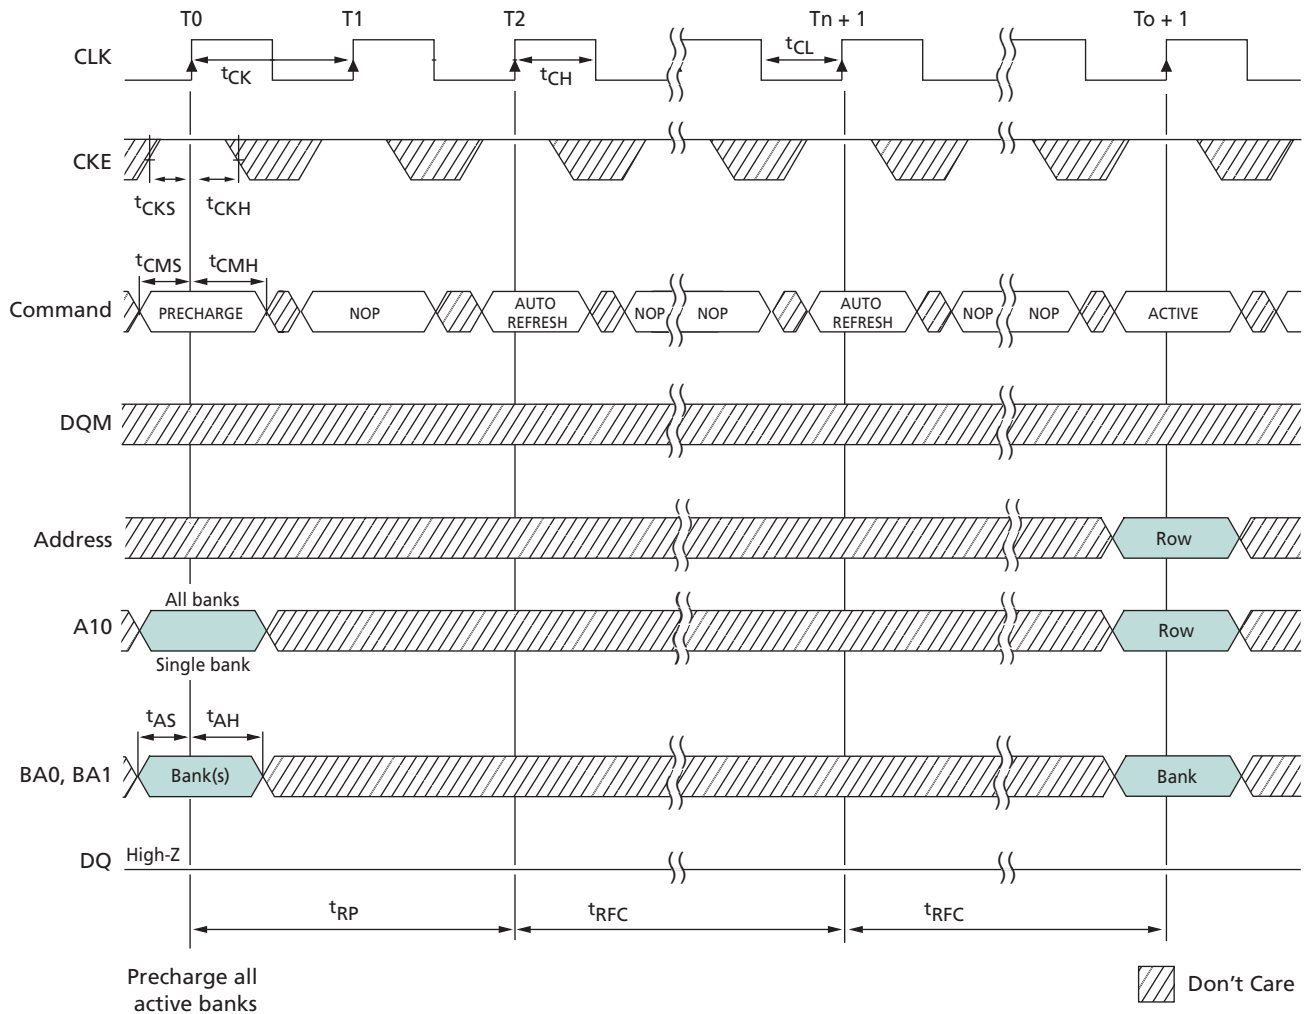 T0 T1 T2 Tn + 1 To + 1
CLK
tCK tCH tCL
CKE
tCKS tCKH
tCMS tCMH
Command PRECHARGE NOP AUTO REFRESH NOP NOP AUTO REFRESH NOP NOP ACTIVE
DQM
Address Row
All banks
A10 Row
Single bank
tAS tAH
BA0, BA1 Bank(s) Bank
DQ High-Z
tRP tRFC tRFC
Precharge all
active banks
Don't Care